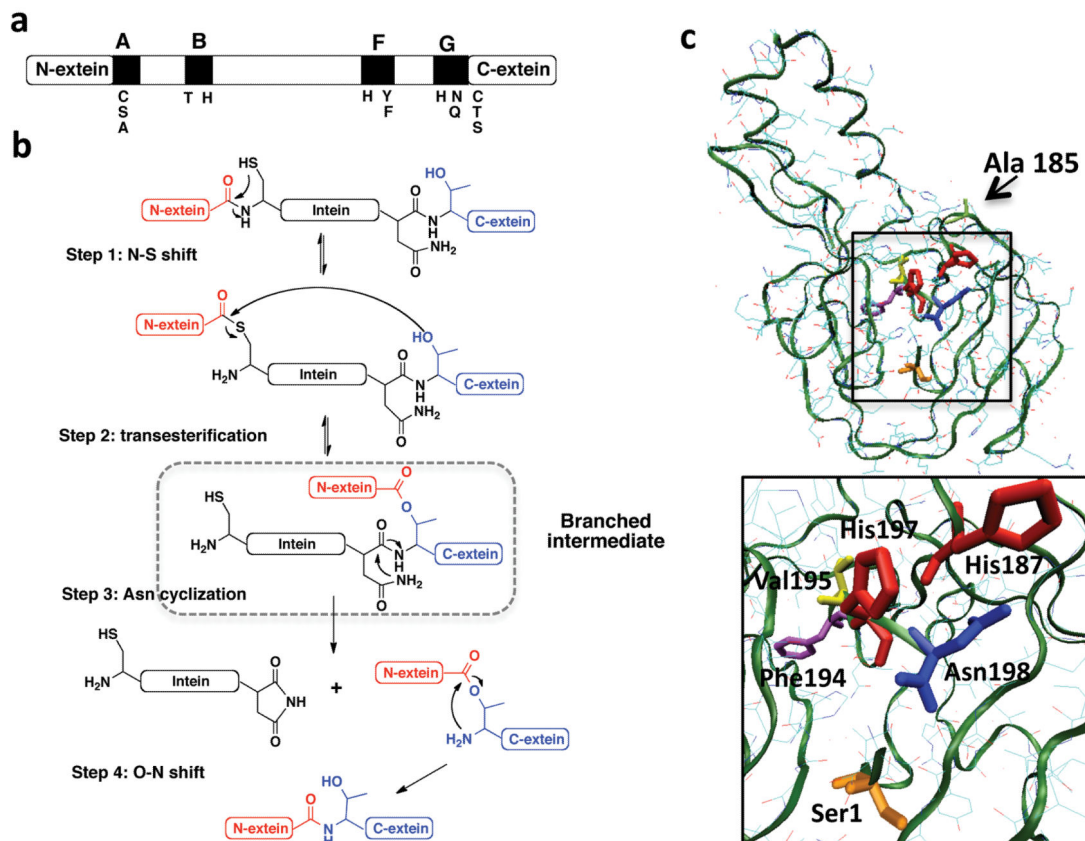 a
A B F G
N-extein C-extein
C T H H Y H N C
S F Q T
A S
b
HS O HO
N-extein N H Intein O N H C-extein
NH2
O
Step 1: N-S shift
O
N-extein S HO
H2N Intein O N H C-extein
NH2
O
Step 2: transesterification
O
N-extein O
HS
H2N Intein O N H C-extein
NH2
O
Branched
intermediate
Step 3: Asn cyclization
HS O
H2N Intein NH O
+
N-extein O O
H2N C-extein
Step 4: O-N shift
HO
O
N-extein N H C-extein
c
Ala 185
His197
His187
Val195
Phe194
Asn198
Ser1